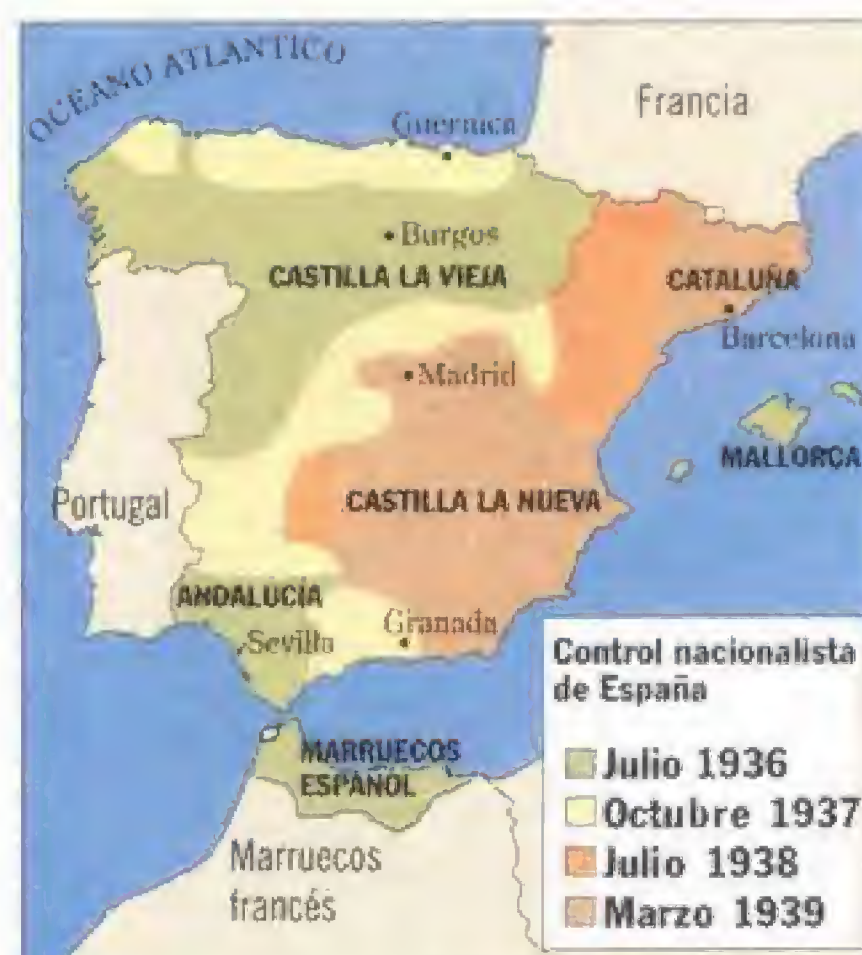 OCEANO ATLANTICO
Francia
Guernica
Burgos
CASTILLA LA VIEJA
CATALUÑA
Barcelona
Madrid
MALLORCA
Portugal
CASTILLA LA NUEVA
ANDALUCÍA
Sevilla
Granada
MARRUECOS
ESPAÑOL
Marruecos
francés
Control nacionalista
de España
Julio 1936
Octubre 1937
Julio 1938
Marzo 1939